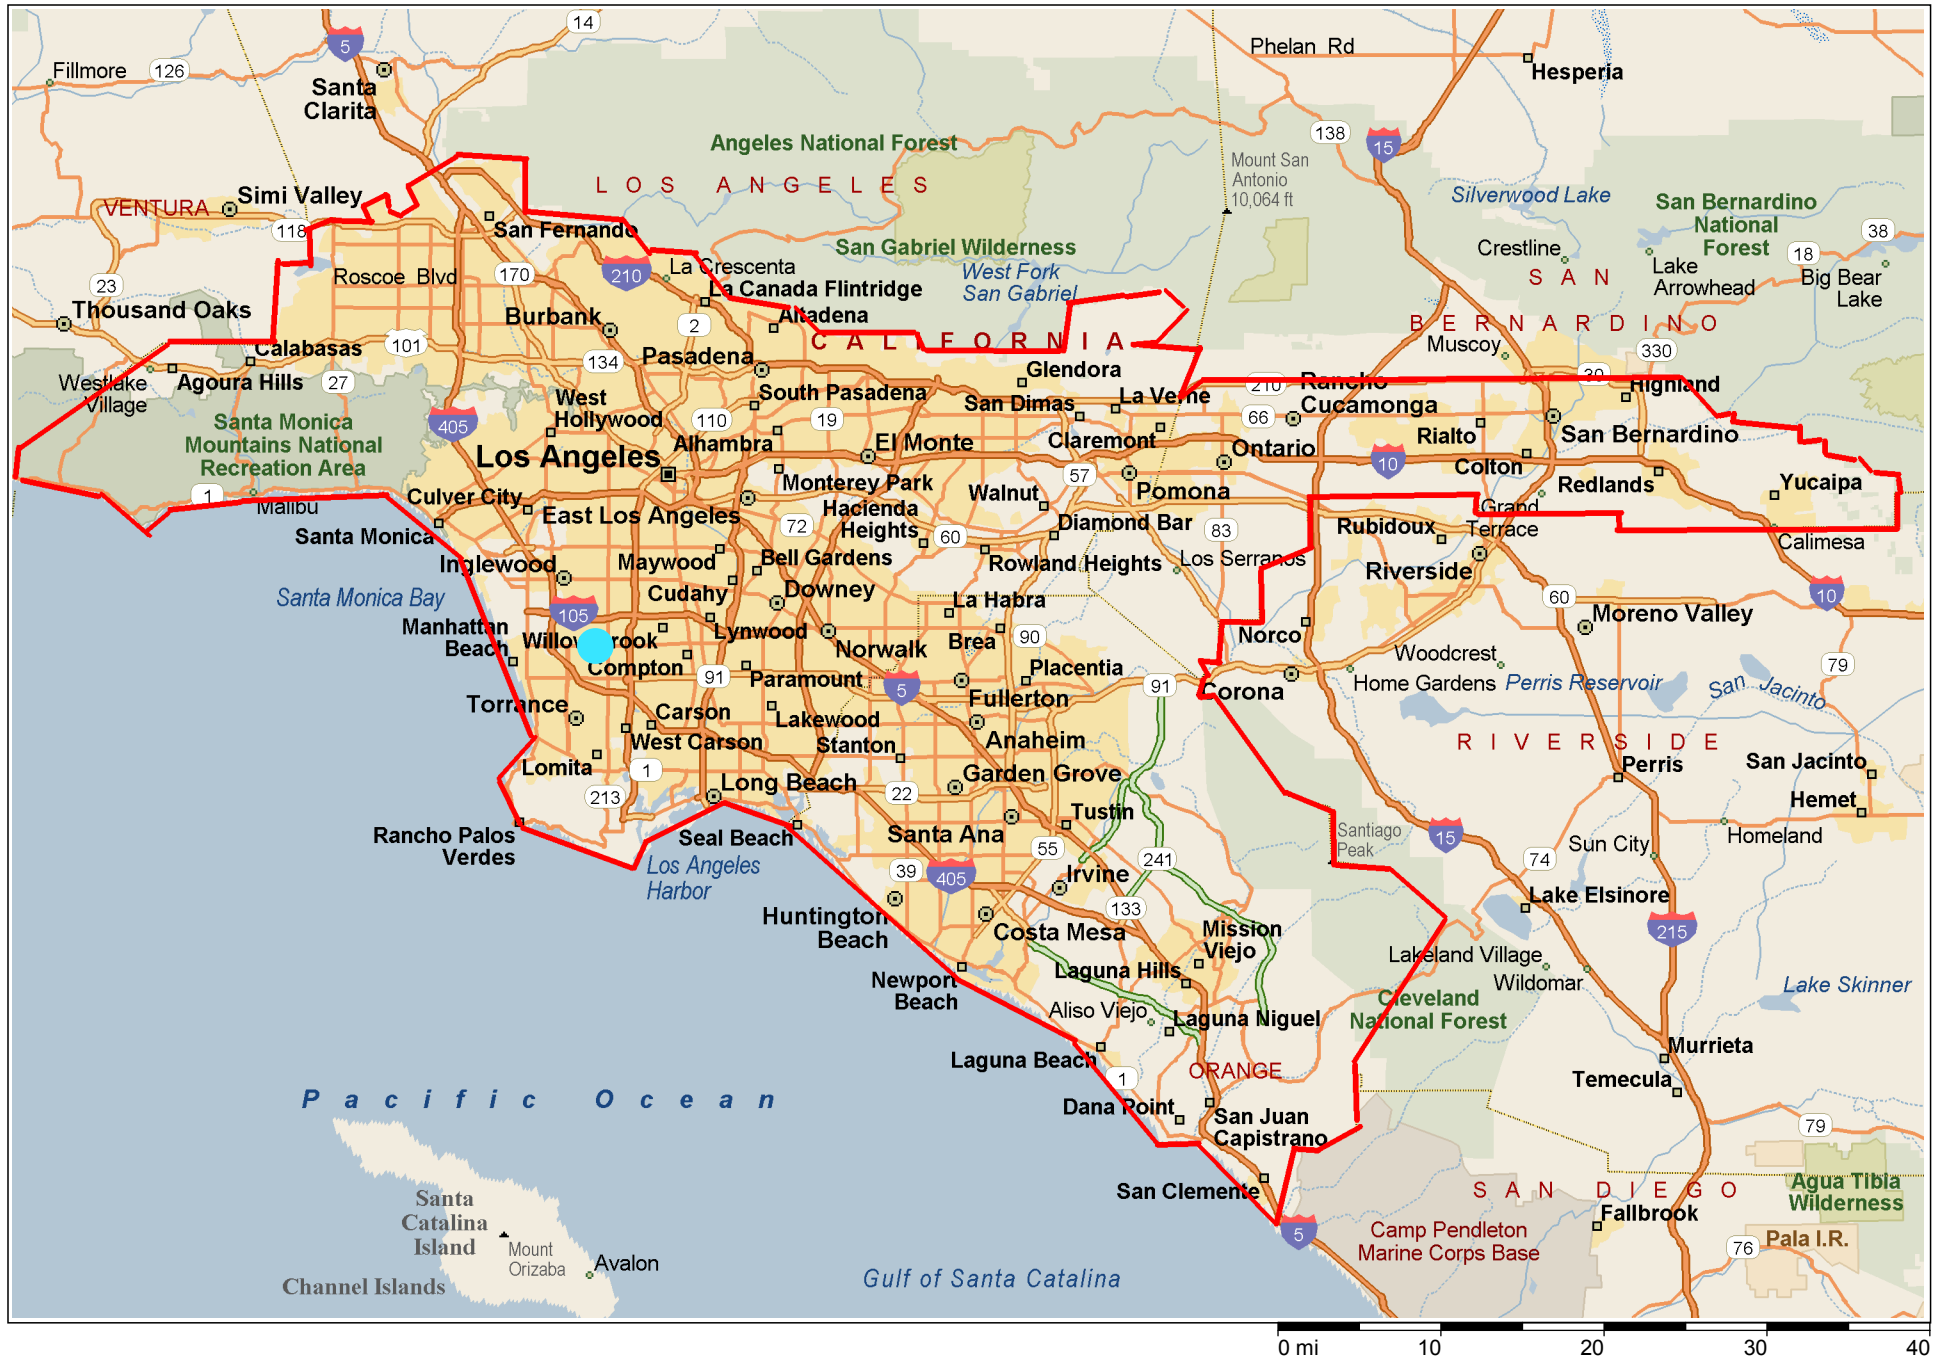 14
5
Phelan Rd
Fillmore
126
Hesperia
Santa
Clarita
138
15
Angeles National Forest
Mount San
Antonio
10,064 ft
LOS ANGELES
Simi Valley
VENTURA
Silverwood Lake
San Bernardino
National
Forest
118
San Fernando
38
18
Crestline
San Gabriel Wilderness
West Fork
San Gabriel
Lake
Arrowhead
Big Bear
Lake
SAN
Roscoe Blvd
170
210
La Crescenta
La Canada Flintridge
23
Thousand Oaks
Burbank
2
Altadena
BERNARDINO
CALIFORNIA
Muscoy
330
101
Calabasas
134
Pasadena
Glendora
30
Highland
210
Rancho
Cucamonga
Westlake
Village
Agoura Hills
27
South Pasadena
San Dimas
La Verne
West
Hollywood
110
19
66
405
Santa Monica
Mountains National
Recreation Area
Alhambra
El Monte
Claremont
Ontario
Rialto
San Bernardino
Los Angeles
57
10
Colton
Redlands
Yucaipa
1
Malibu
Culver City
Monterey Park
Walnut
Pomona
Grand
Terrace
East Los Angeles
Hacienda
Heights
Diamond Bar
72
60
83
Rubidoux
Santa Monica
Calimesa
Inglewood
Maywood
Bell Gardens
Rowland Heights
Los Serranos
Riverside
Santa Monica Bay
Cudahy
Downey
La Habra
60
10
105
Moreno Valley
Manhattan
Beach
Lynwood
Norwalk
Brea
90
Norco
Compton
Placentia
Woodcrest
79
91
Paramount
5
91
Corona
Home Gardens
Perris Reservoir
San Jacinto
Torrance
Carson
Lakewood
Fullerton
West Carson
Stanton
Anaheim
RIVERSIDE
Lomita
1
Long Beach
Garden Grove
Perris
San Jacinto
213
22
Hemet
Rancho Palos
Verdes
Seal Beach
Santa Ana
Tustin
Santiago
Peak
15
Homeland
Los Angeles
Harbor
39
405
55
Irvine
241
74
Sun City
133
Lake Elsinore
Huntington
Beach
Costa Mesa
Mission
Viejo
215
Laguna Hills
Lakeland Village
Wildomar
Newport
Beach
Aliso Viejo
Laguna Niguel
Cleveland
National Forest
Lake Skinner
Laguna Beach
Murrieta
ORANGE
1
Temecula
Pacific Ocean
Dana Point
San Juan
Capistrano
79
San Clemente
SAN DIEGO
Agua Tibia
Wilderness
Santa
Catalina
Island
Fallbrook
5
Camp Pendleton
Marine Corps Base
76
Pala I.R.
Mount
Orizaba
Avalon
Channel Islands
Gulf of Santa Catalina
0 mi 10 20 30 40